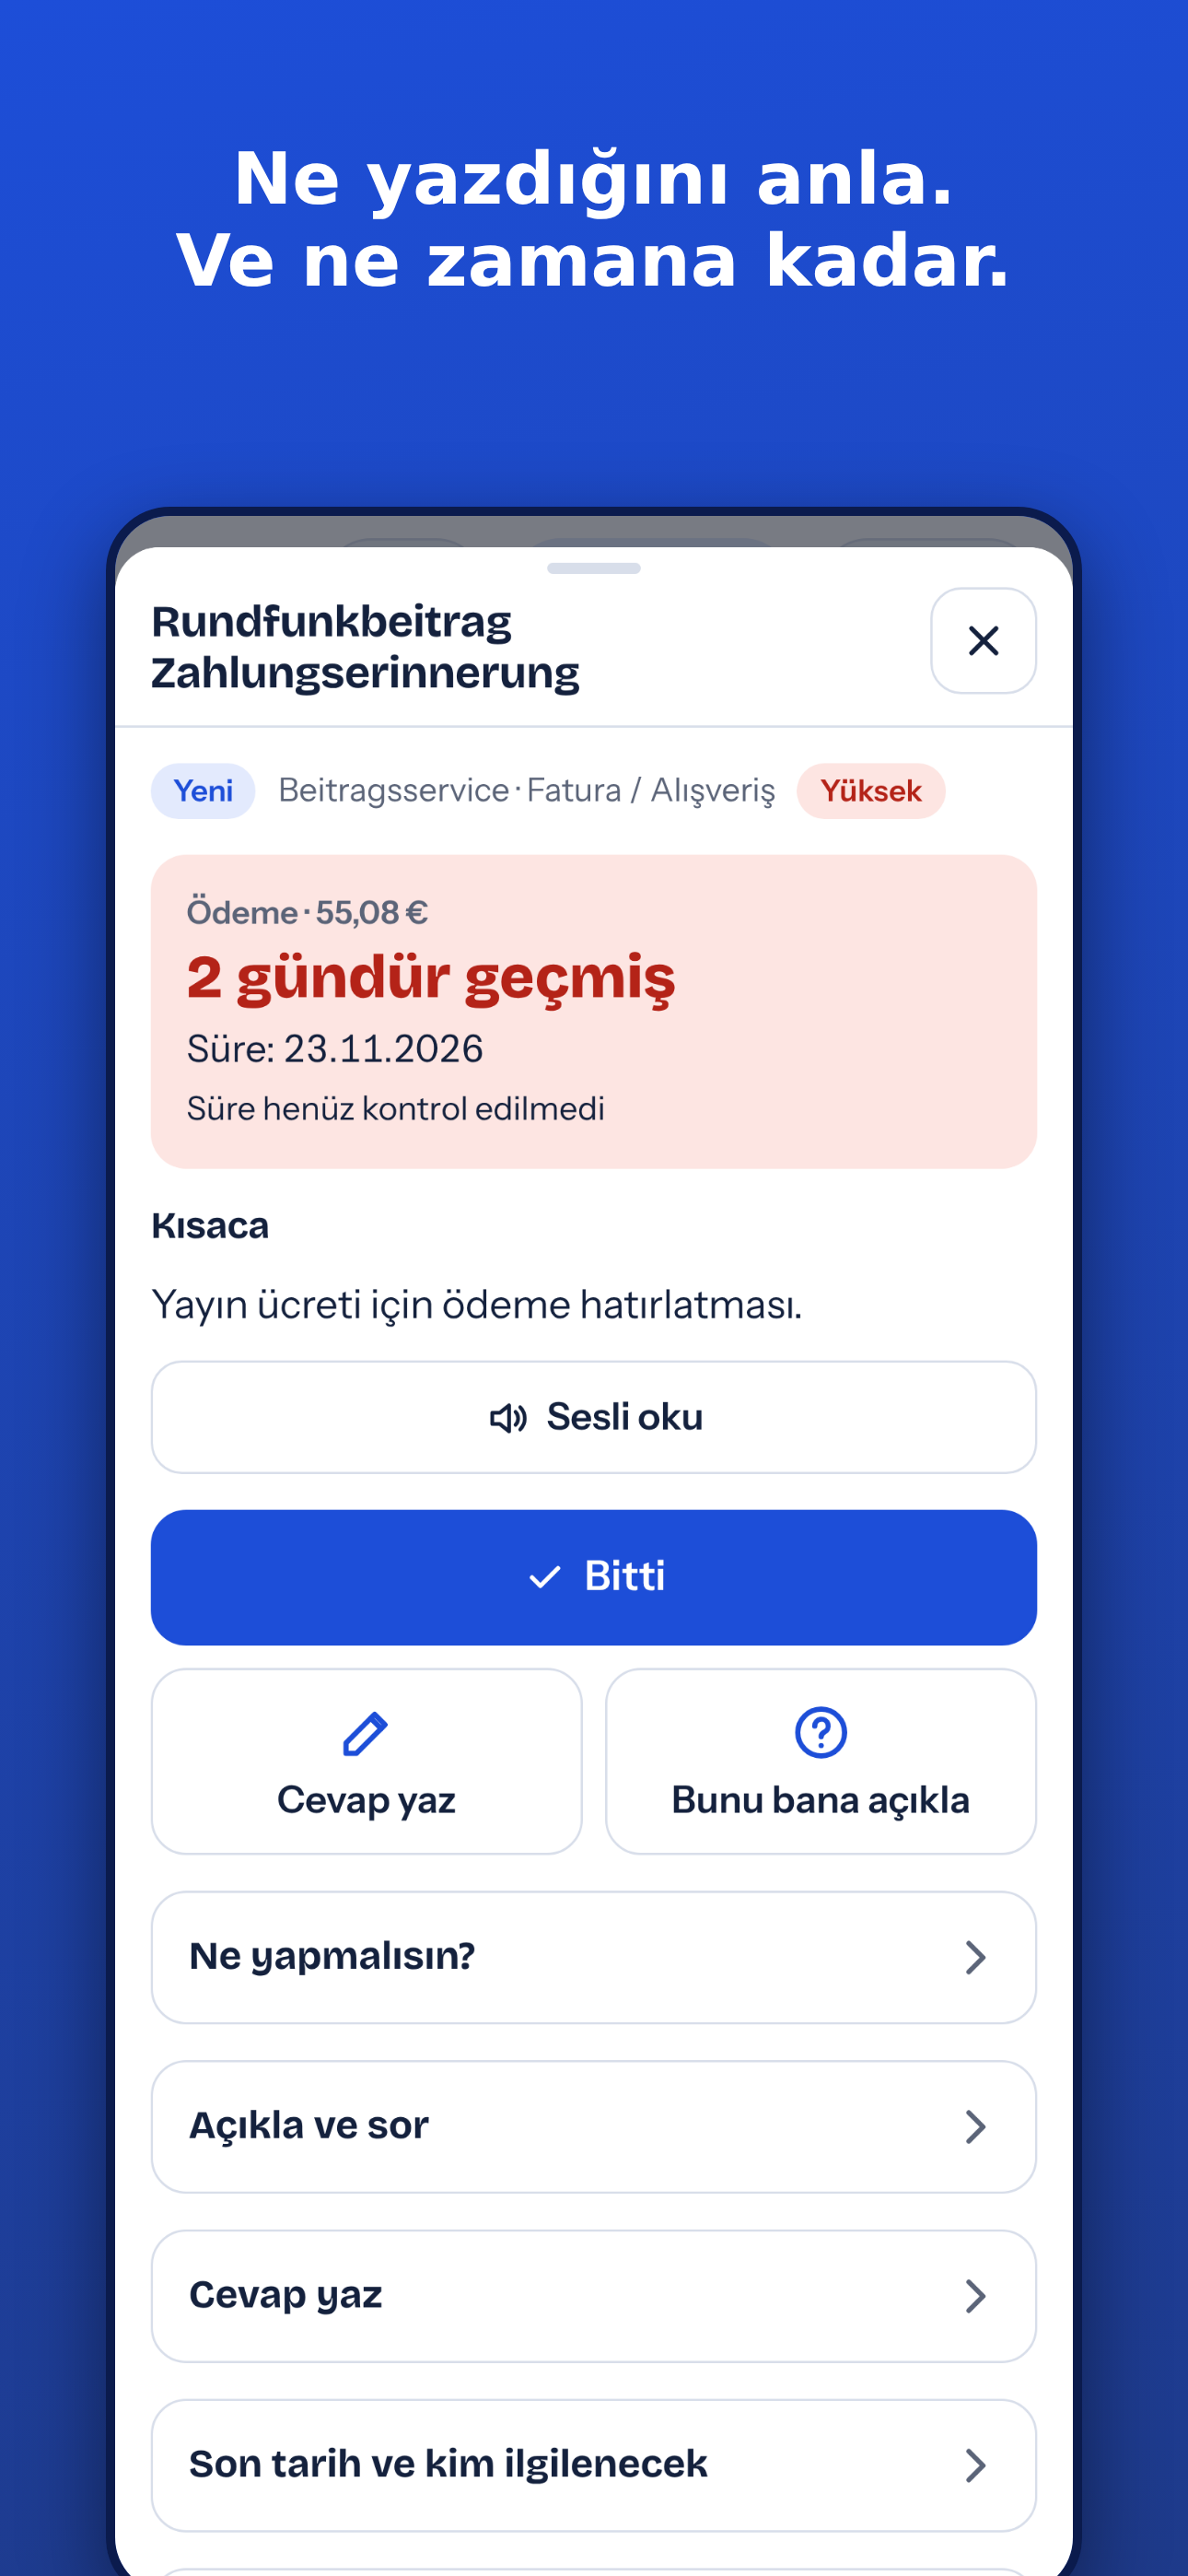 Ne yazdığını anla.
Ve ne zamana kadar.
Rundfunkbeitrag
Zahlungserinnerung
Yeni Beitragsservice · Fatura / Alışveriş Yüksek
Ödeme · 55,08 €
2 gündür geçmiş
Süre: 23.11.2026
Süre henüz kontrol edilmedi
Kısaca
Yayın ücreti için ödeme hatırlatması.
Sesli oku
Bitti
Cevap yaz Bunu bana açıkla
Ne yapmalısın?
Açıkla ve sor
Cevap yaz
Son tarih ve kim ilgilenecek